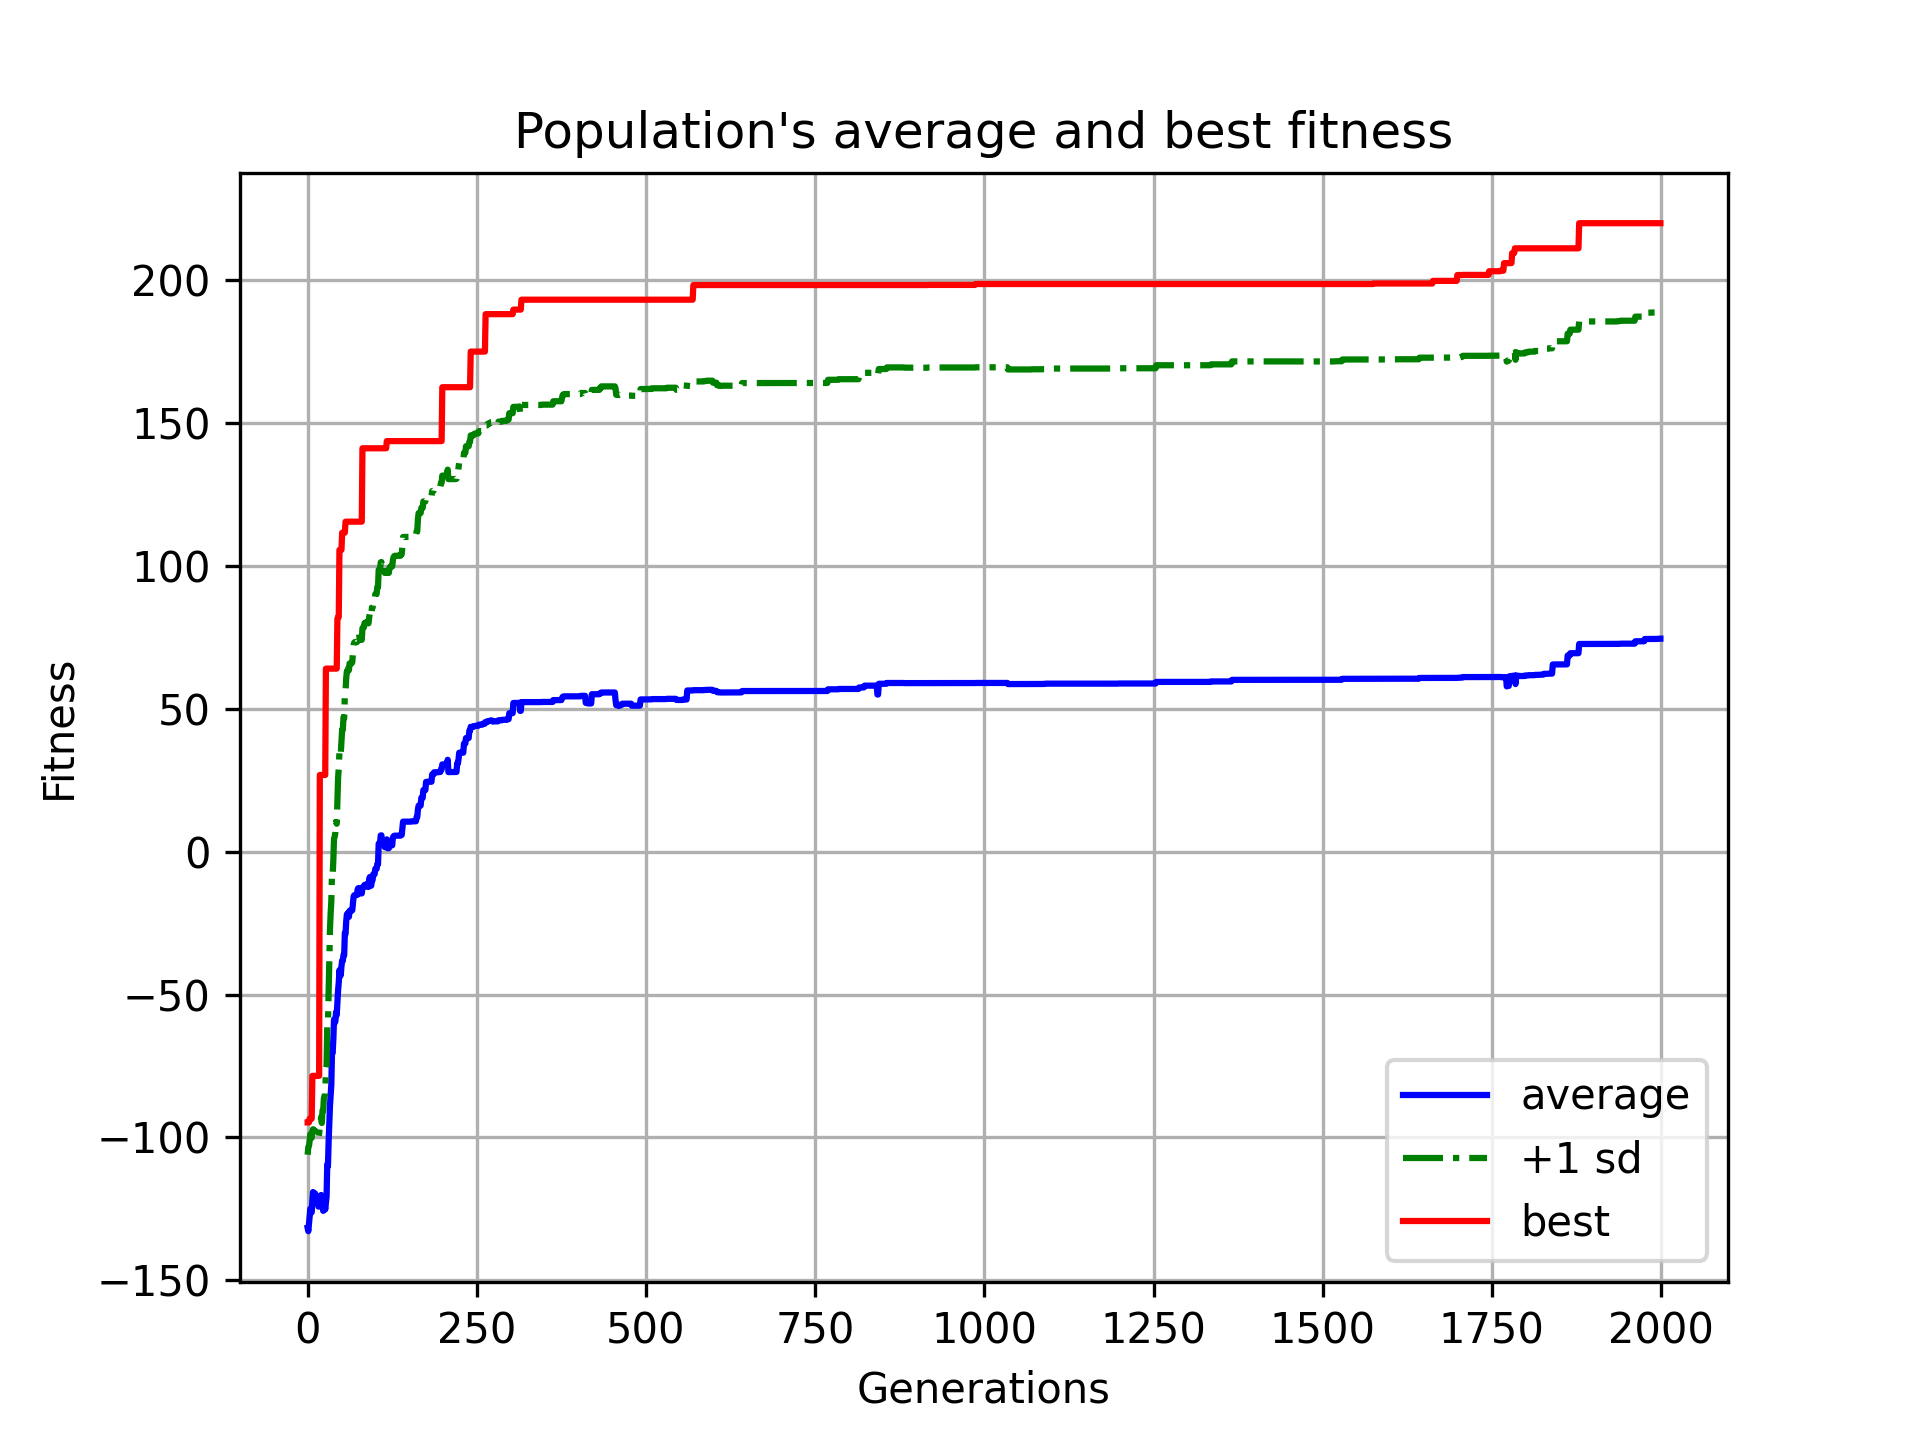 Population's average and best fitness
Fitness
200
150
100
50
0
−50
−100
−150
0 250 500 750 1000 1250 1500 1750 2000
Generations
average
+1 sd
best